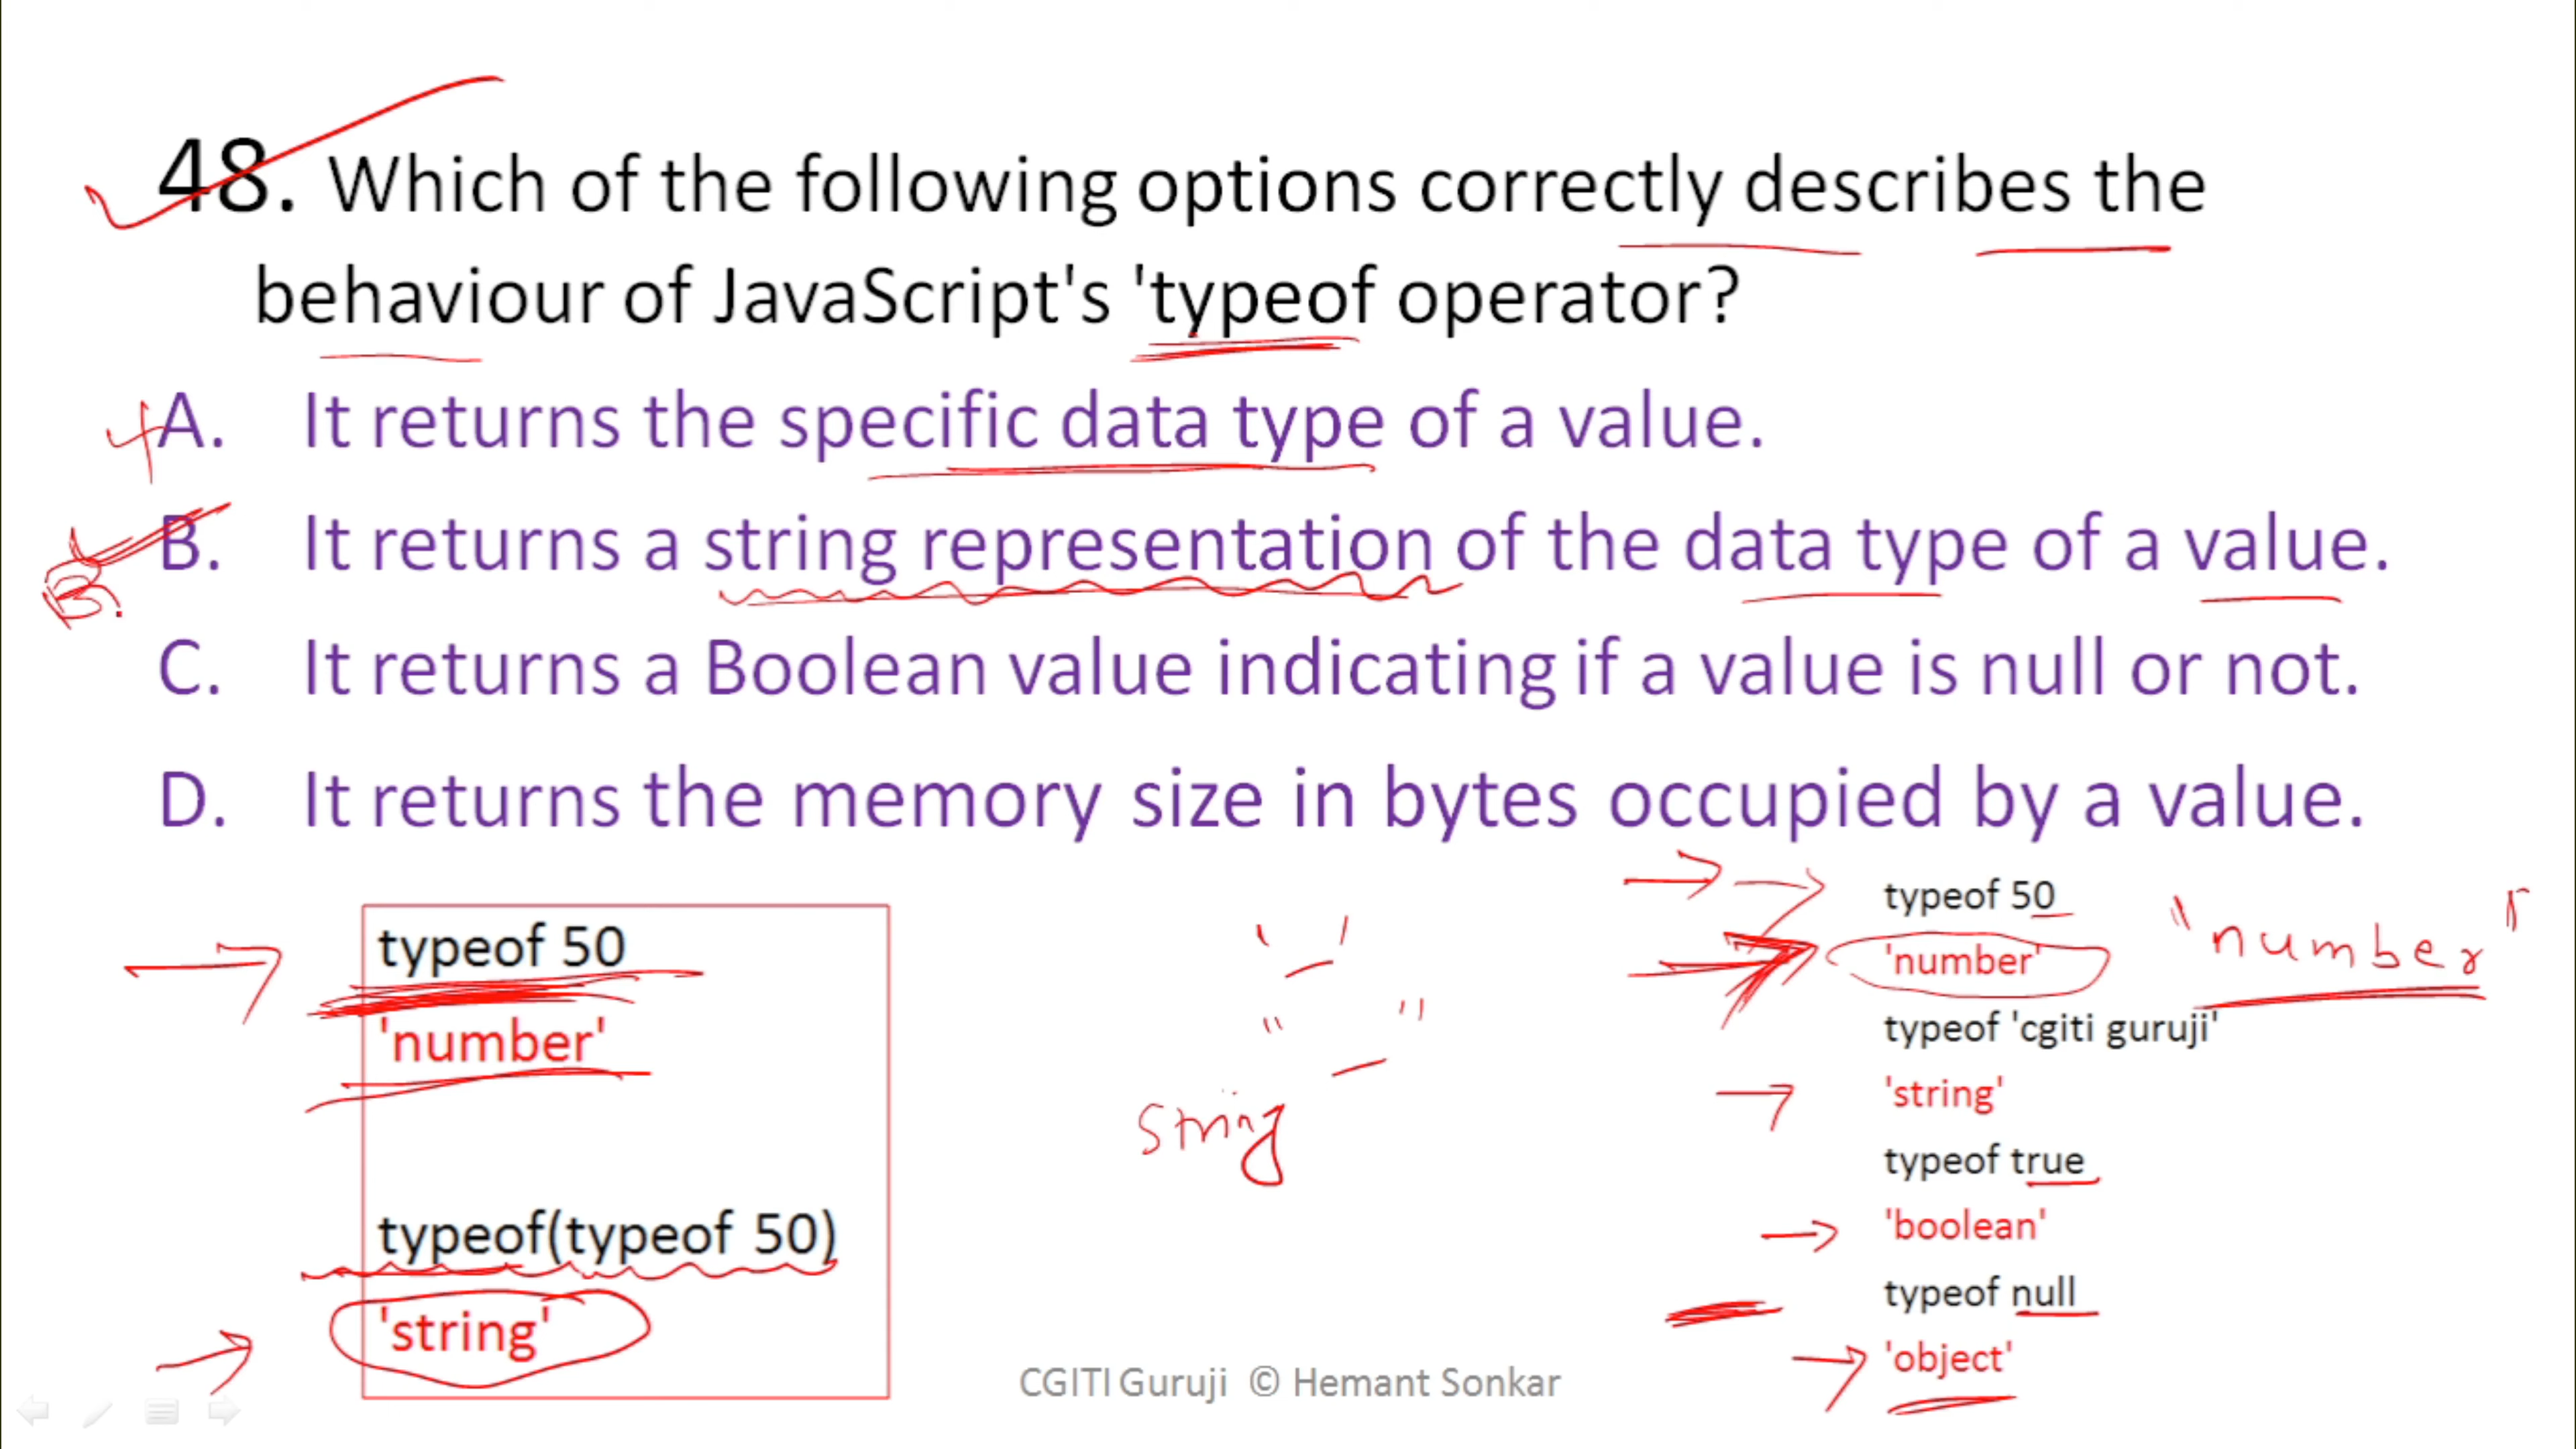 48. Which of the following options correctly describes the
behaviour of JavaScript's 'typeof operator?
A. It returns the specific data type of a value.
B. It returns a string representation of the data type of a value.
B.
C. It returns a Boolean value indicating if a value is null or not.
D. It returns the memory size in bytes occupied by a value.
typeof 50
'number'
typeof(typeof 50)
'string'
' '
" "
String
typeof 50
'number'
"number"
typeof 'cgiti guruji'
'string'
typeof true
'boolean'
typeof null
'object'
CGITI Guruji © Hemant Sonkar